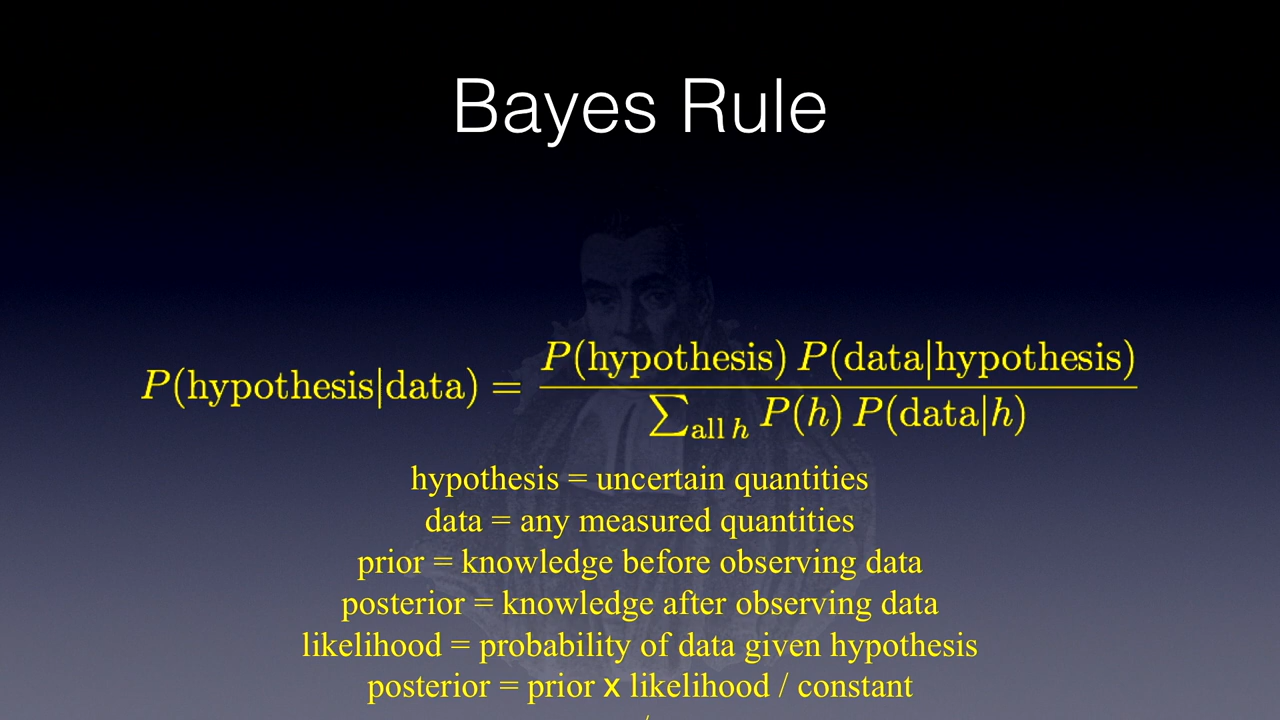 Bayes Rule
P(hypothesis|data) = P(hypothesis) P(data|hypothesis) / ∑all h P(h) P(data|h)
hypothesis = uncertain quantities
data = any measured quantities
prior = knowledge before observing data
posterior = knowledge after observing data
likelihood = probability of data given hypothesis
posterior = prior x likelihood / constant